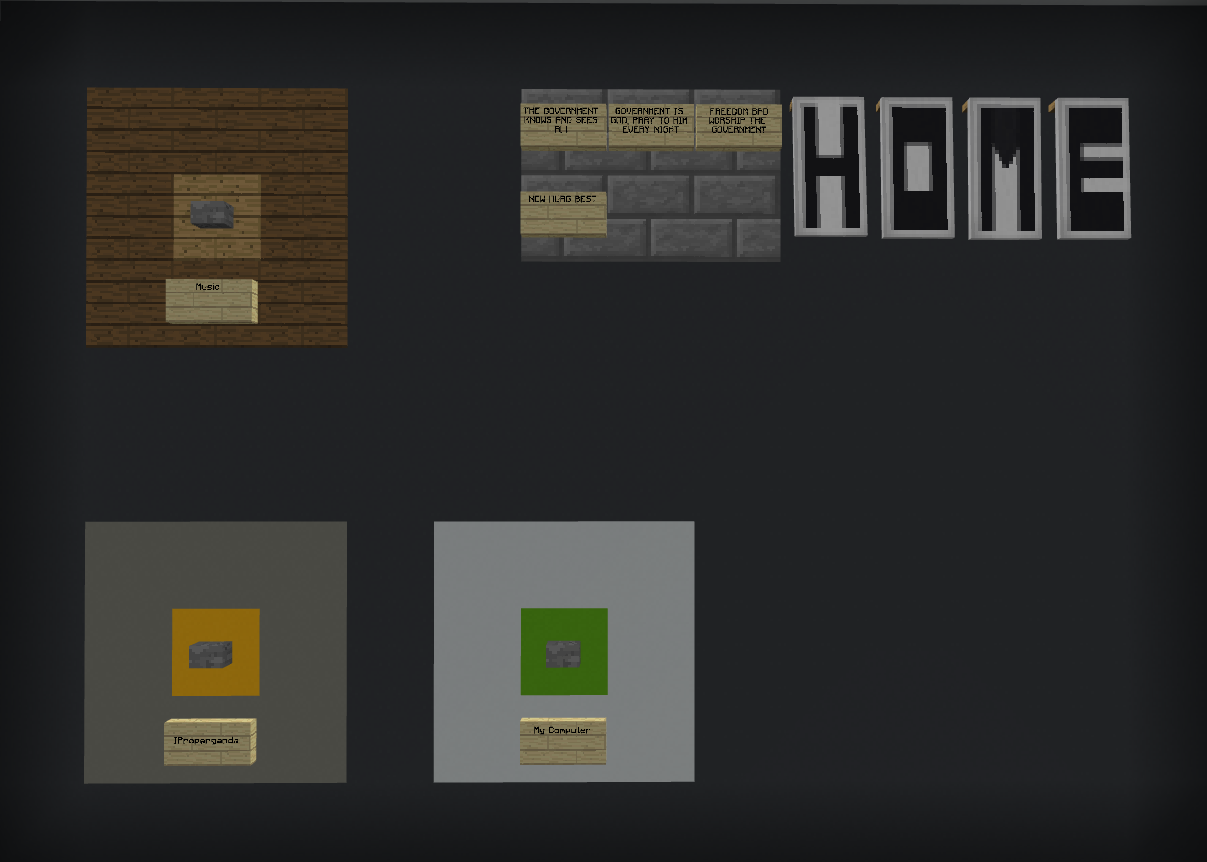 THE GOVERNMENT
KNOWS AND SEES
ALL
GOVERNMENT IS
GOD, PRAY TO HIM
EVERY NIGHT
FREEDOM BAD
WORSHIP THE
GOVERNMENT
HOME
NEW FLAG BEST
Music
IProperganda
My Computer